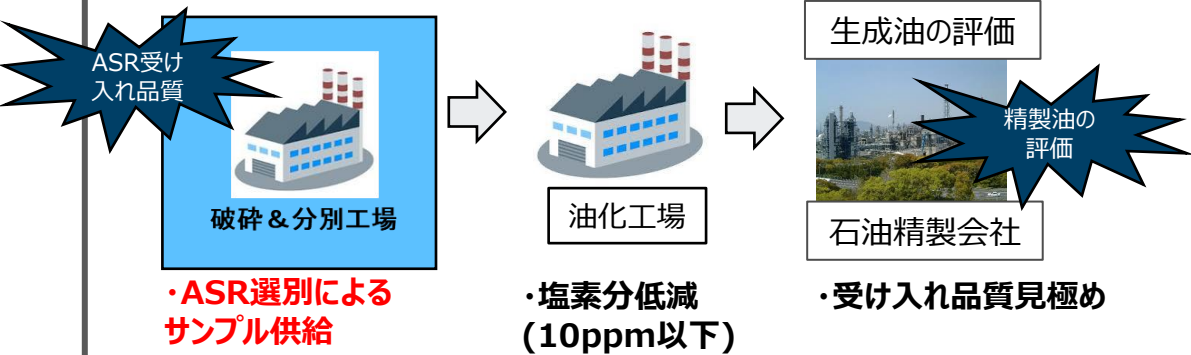 ASR受け
入れ品質
破砕＆分別工場
・ASR選別による
サンプル供給
油化工場
・塩素分低減
(10ppm以下)
生成油の評価
精製油の
評価
石油精製会社
・受け入れ品質見極め